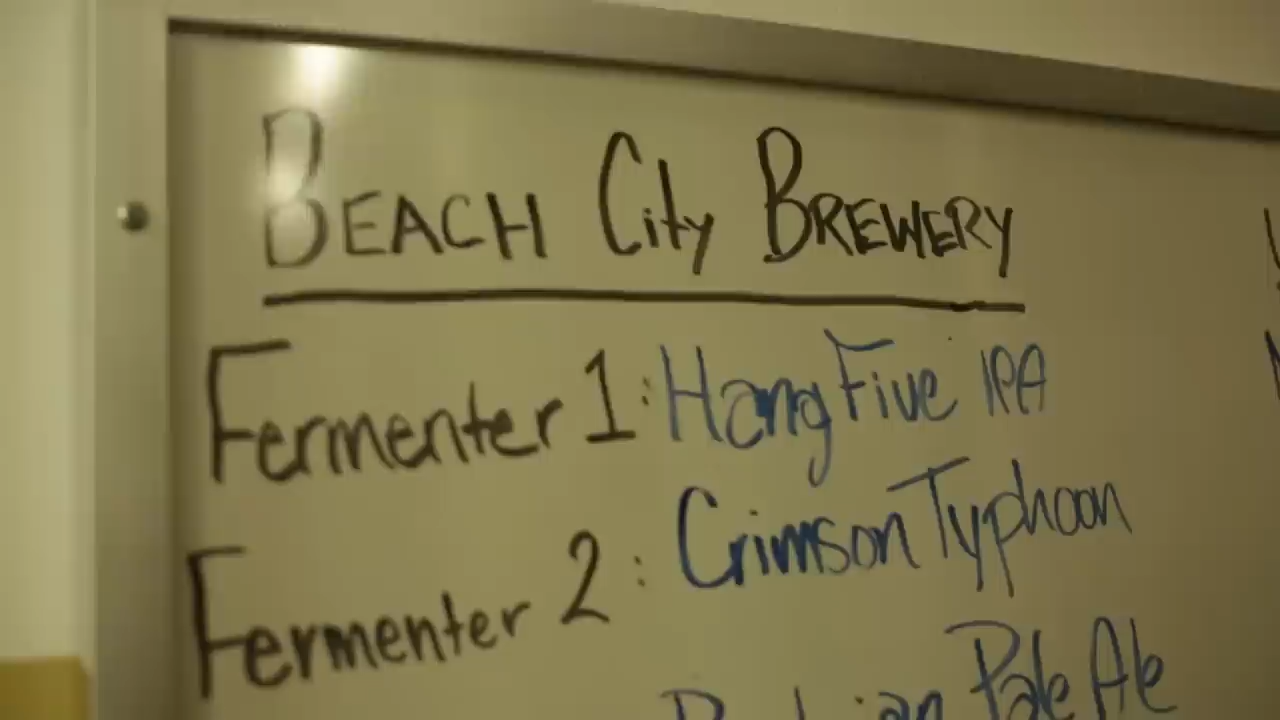 BEACH City BREWERY
Fermenter 1: Hang Five IPA
Fermenter 2: Crimson Typhoon
Pale Ale